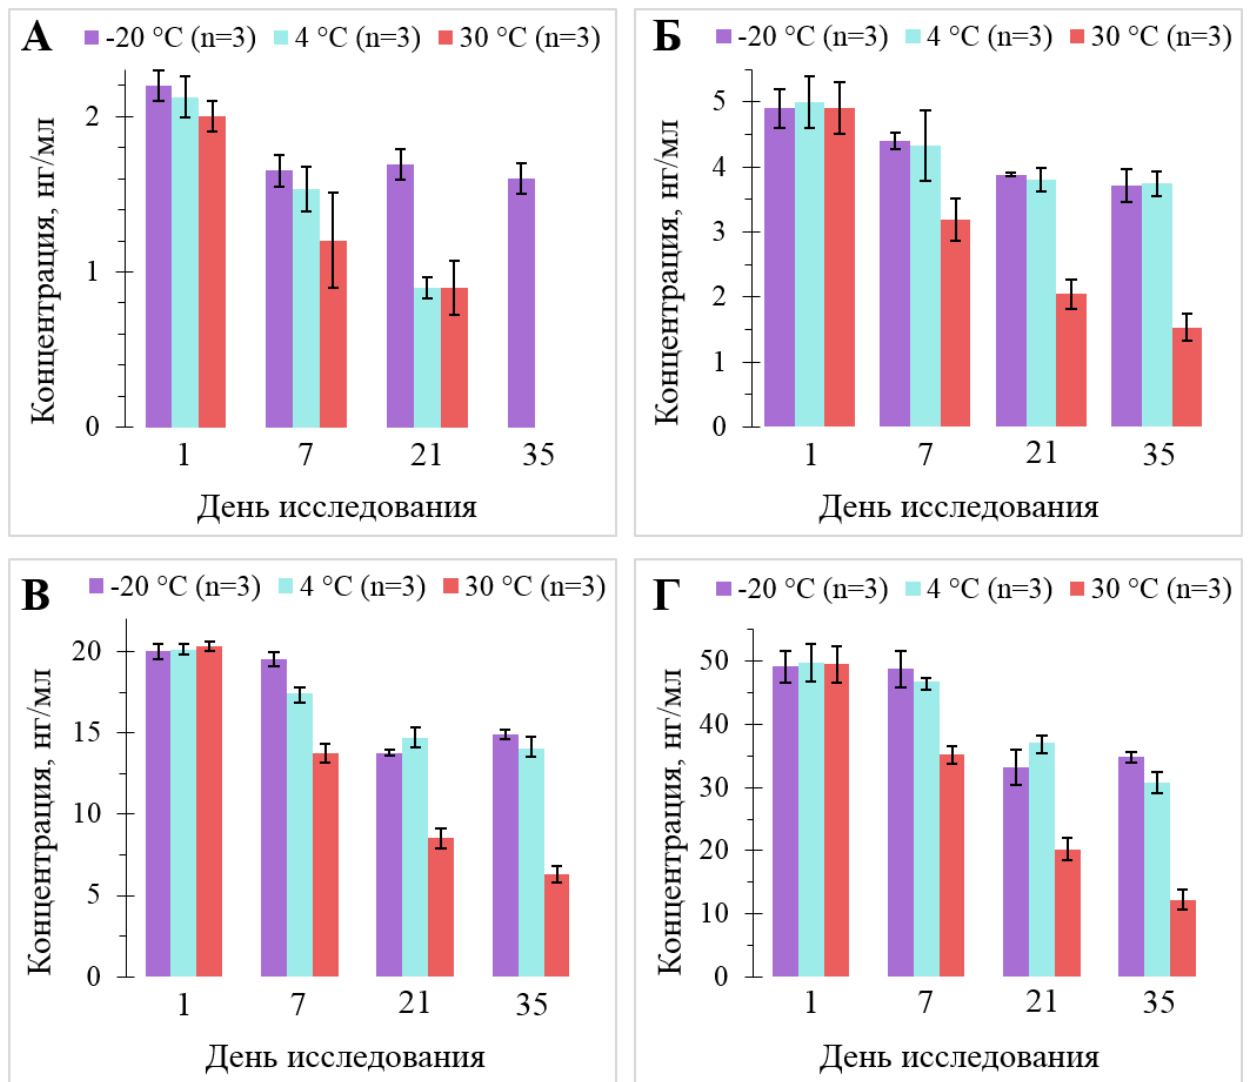 А
-20 °C (n=3) 4 °C (n=3) 30 °C (n=3)
Концентрация, нг/мл
2
1
0
1 7 21 35
День исследования
Б
-20 °C (n=3) 4 °C (n=3) 30 °C (n=3)
Концентрация, нг/мл
5
4
3
2
1
0
1 7 21 35
День исследования
В
-20 °C (n=3) 4 °C (n=3) 30 °C (n=3)
Концентрация, нг/мл
20
15
10
5
0
1 7 21 35
День исследования
Г
-20 °C (n=3) 4 °C (n=3) 30 °C (n=3)
Концентрация, нг/мл
50
40
30
20
10
0
1 7 21 35
День исследования